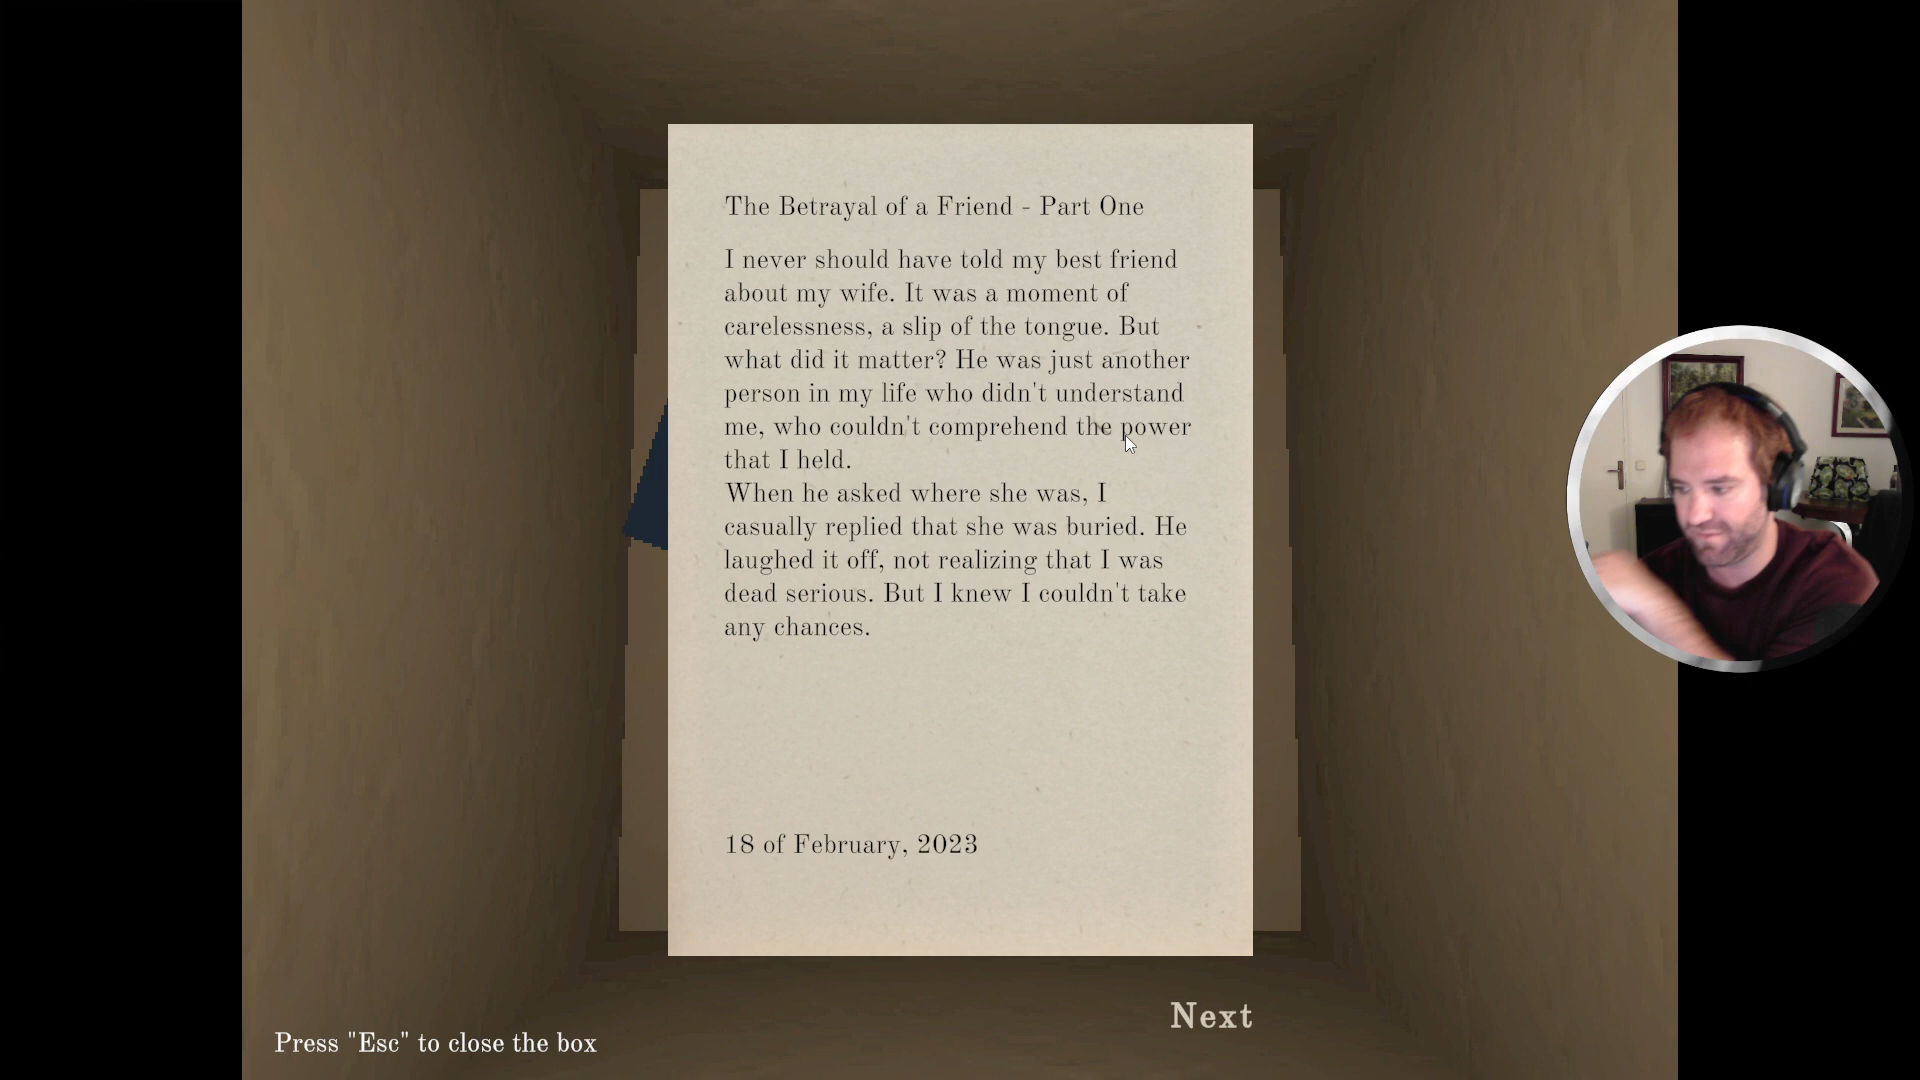 The Betrayal of a Friend - Part One
I never should have told my best friend
about my wife. It was a moment of
carelessness, a slip of the tongue. But
what did it matter? He was just another
person in my life who didn't understand
me, who couldn't comprehend the power
that I held.
When he asked where she was, I
casually replied that she was buried. He
laughed it off, not realizing that I was
dead serious. But I knew I couldn't take
any chances.
18 of February, 2023
Next
Press "Esc" to close the box